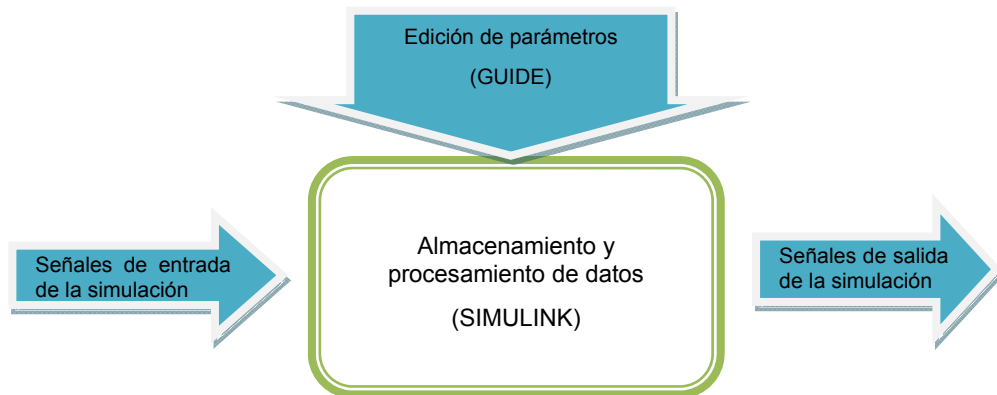 Edición de parámetros
(GUIDE)
Almacenamiento y
procesamiento de datos
(SIMULINK)
Señales de entrada
de la simulación
Señales de salida
de la simulación